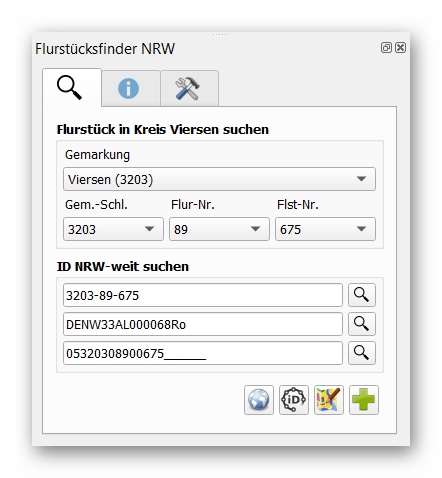 Flurstücksfinder NRW
Flurstück in Kreis Viersen suchen
Gemarkung
Viersen (3203)
Gem.-Schl. Flur-Nr. Flst-Nr.
3203 89 675
ID NRW-weit suchen
3203-89-675
DENW33AL000068Ro
05320308900675______
iD